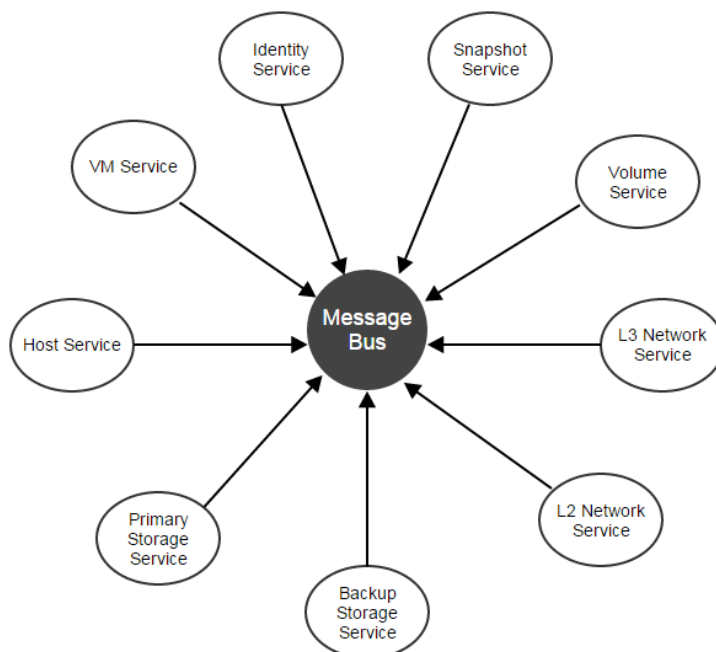 Identity
Service
Snapshot
Service
VM Service
Volume
Service
Message
Bus
Host Service
L3 Network
Service
Primary
Storage
Service
L2 Network
Service
Backup
Storage
Service